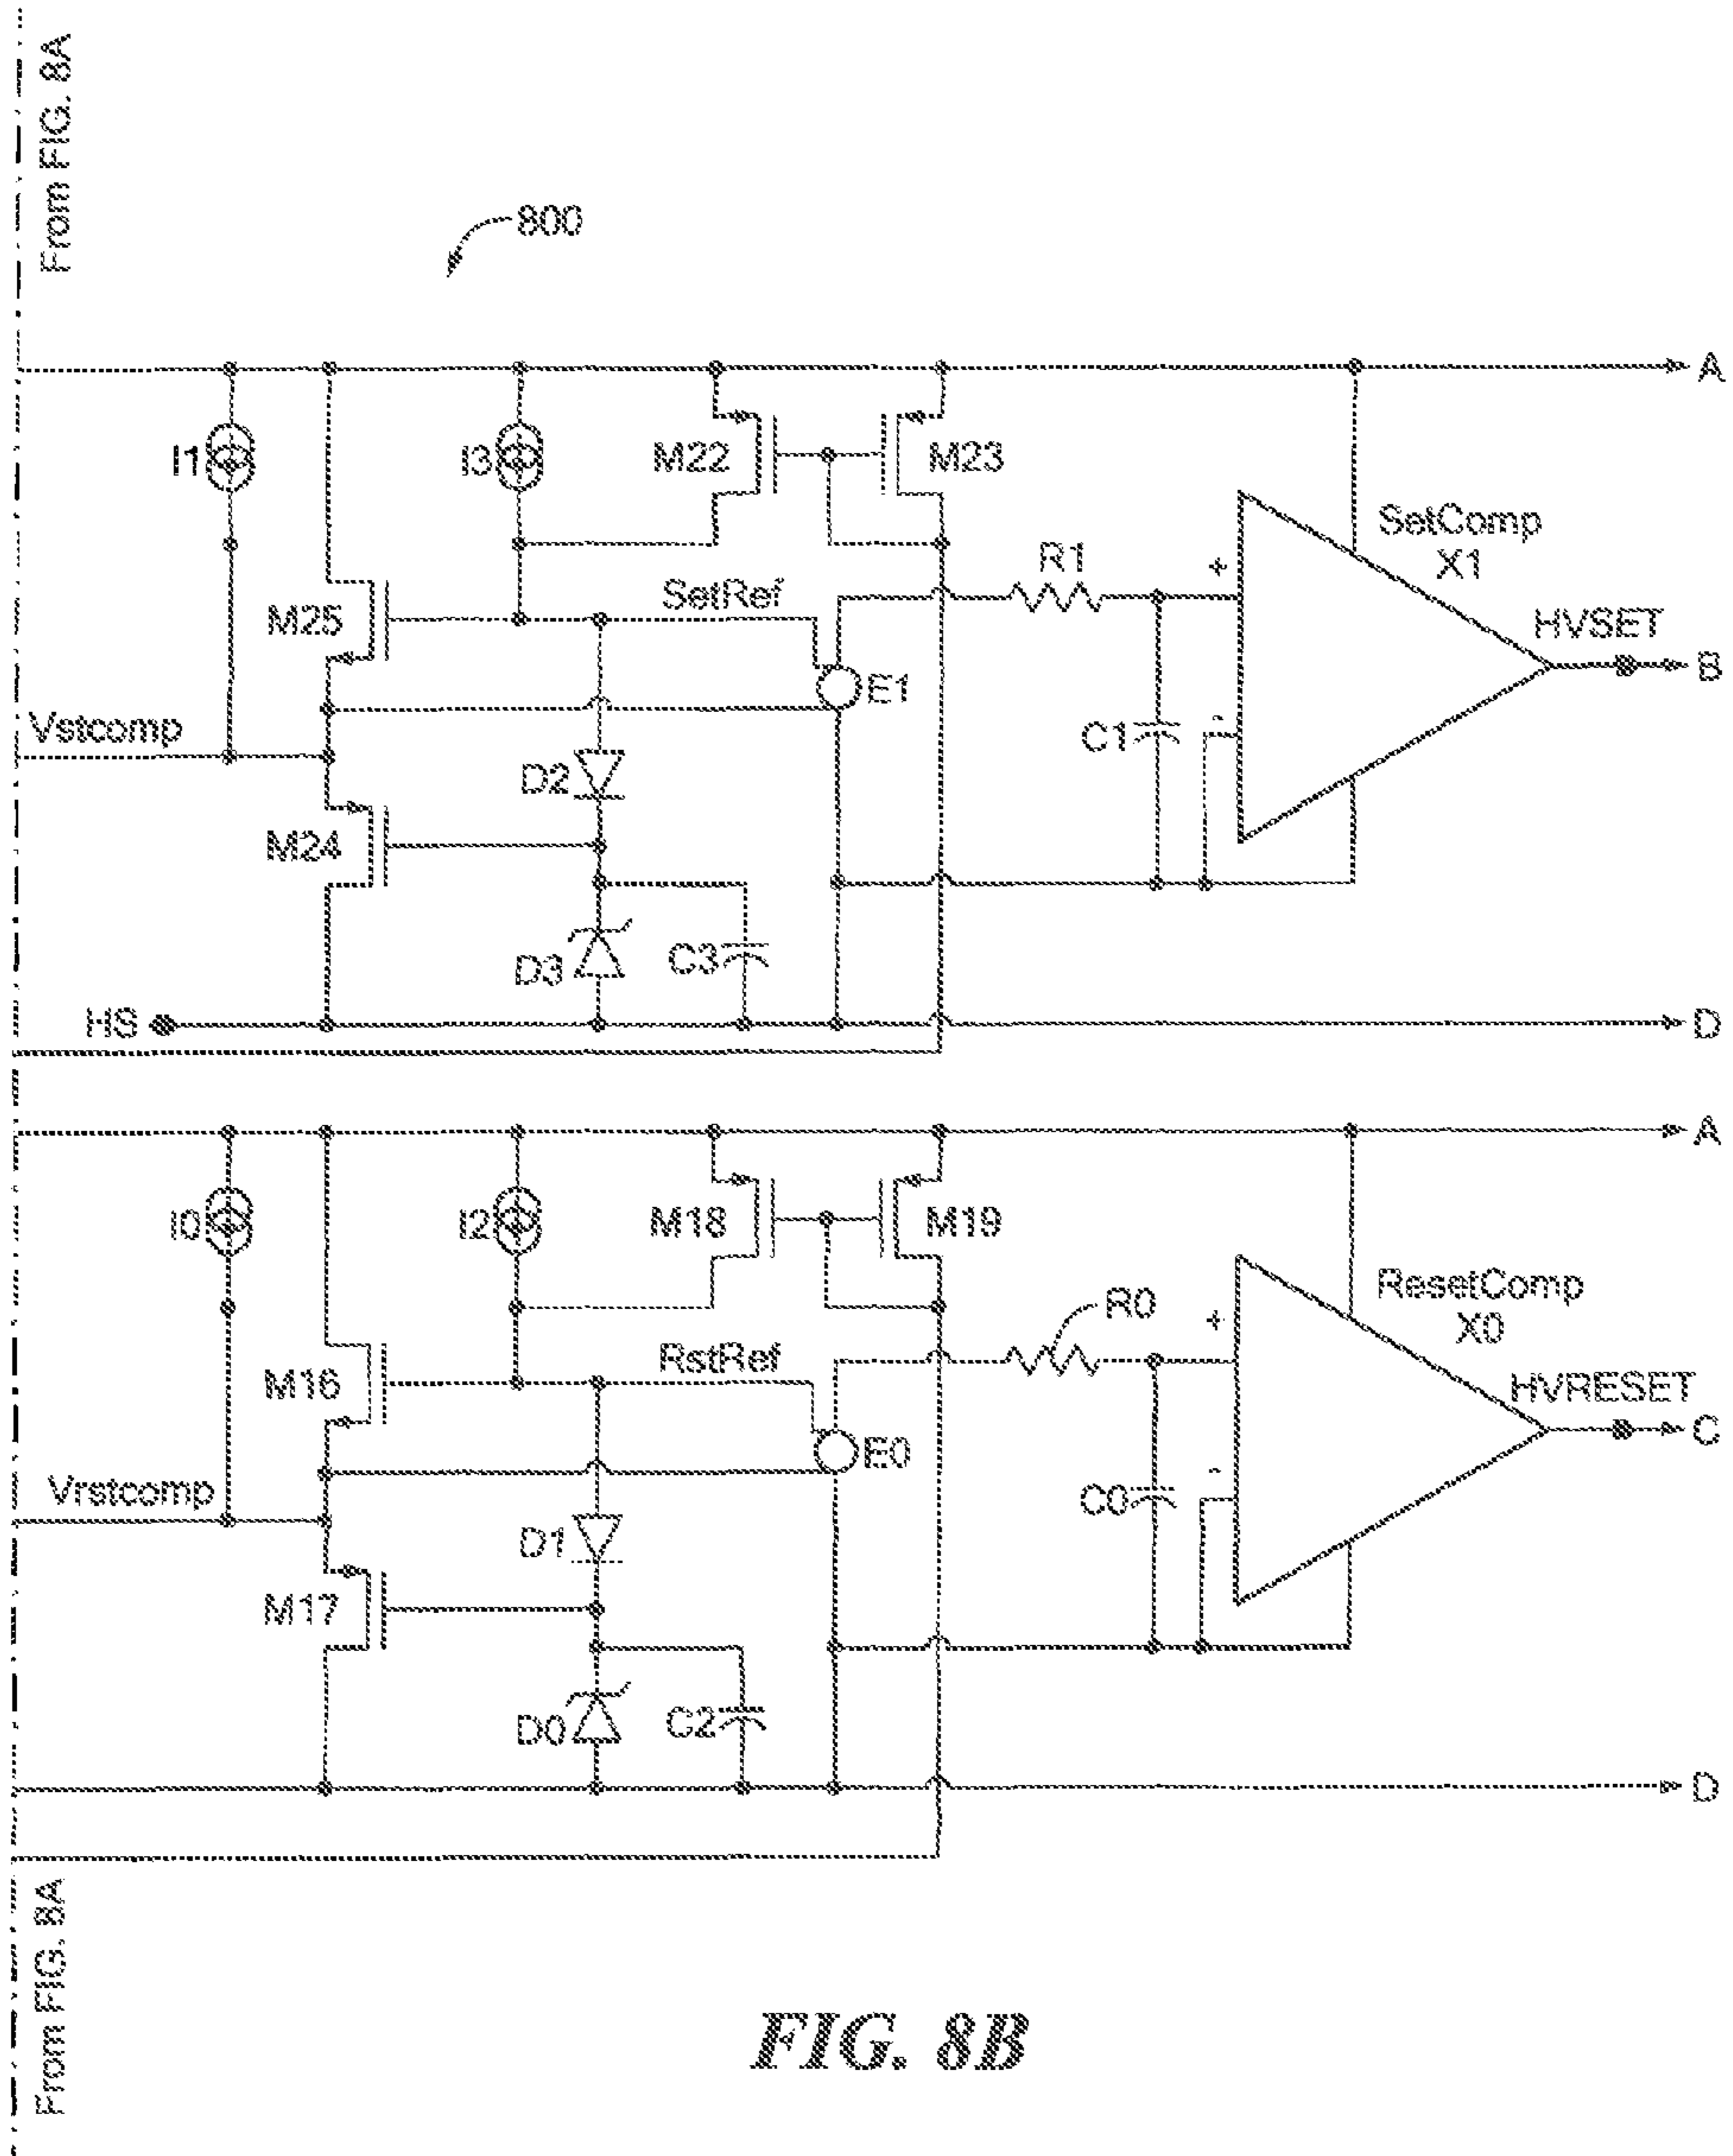 From FIG. 8A
800
A
I1
I3
M22
M23
SetComp
X1
+
R1
SetRef
M25
HVSET
B
E1
Vstcomp
-
C1
D2
M24
D3
C3
HS
D
A
I0
I2
M18
M19
ResetComp
X0
R0
+
RstRef
M16
HVRESET
C
E0
Vrstcomp
-
C0
D1
M17
D0
C2
D
From FIG. 8A
FIG. 8B